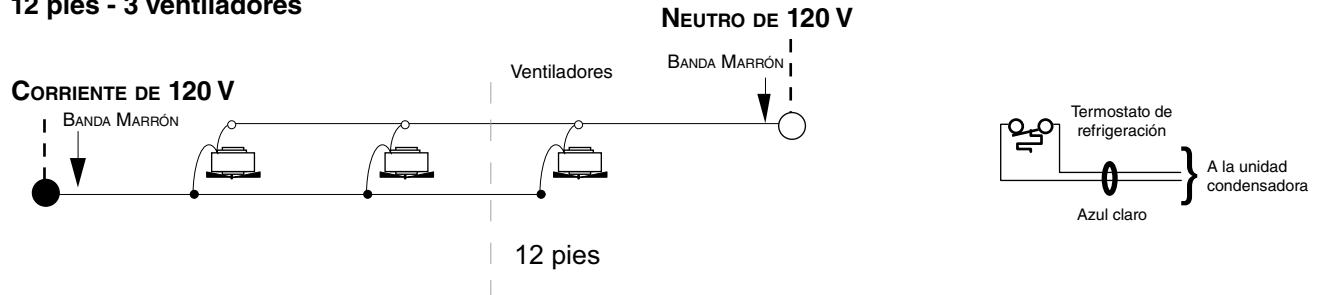 12 pies - 3 ventiladores
NEUTRO DE 120 V
BANDA MARRÓN
Ventiladores
CORRIENTE DE 120 V
BANDA MARRÓN
12 pies
Termostato de
refrigeración
A la unidad
condensadora
Azul claro